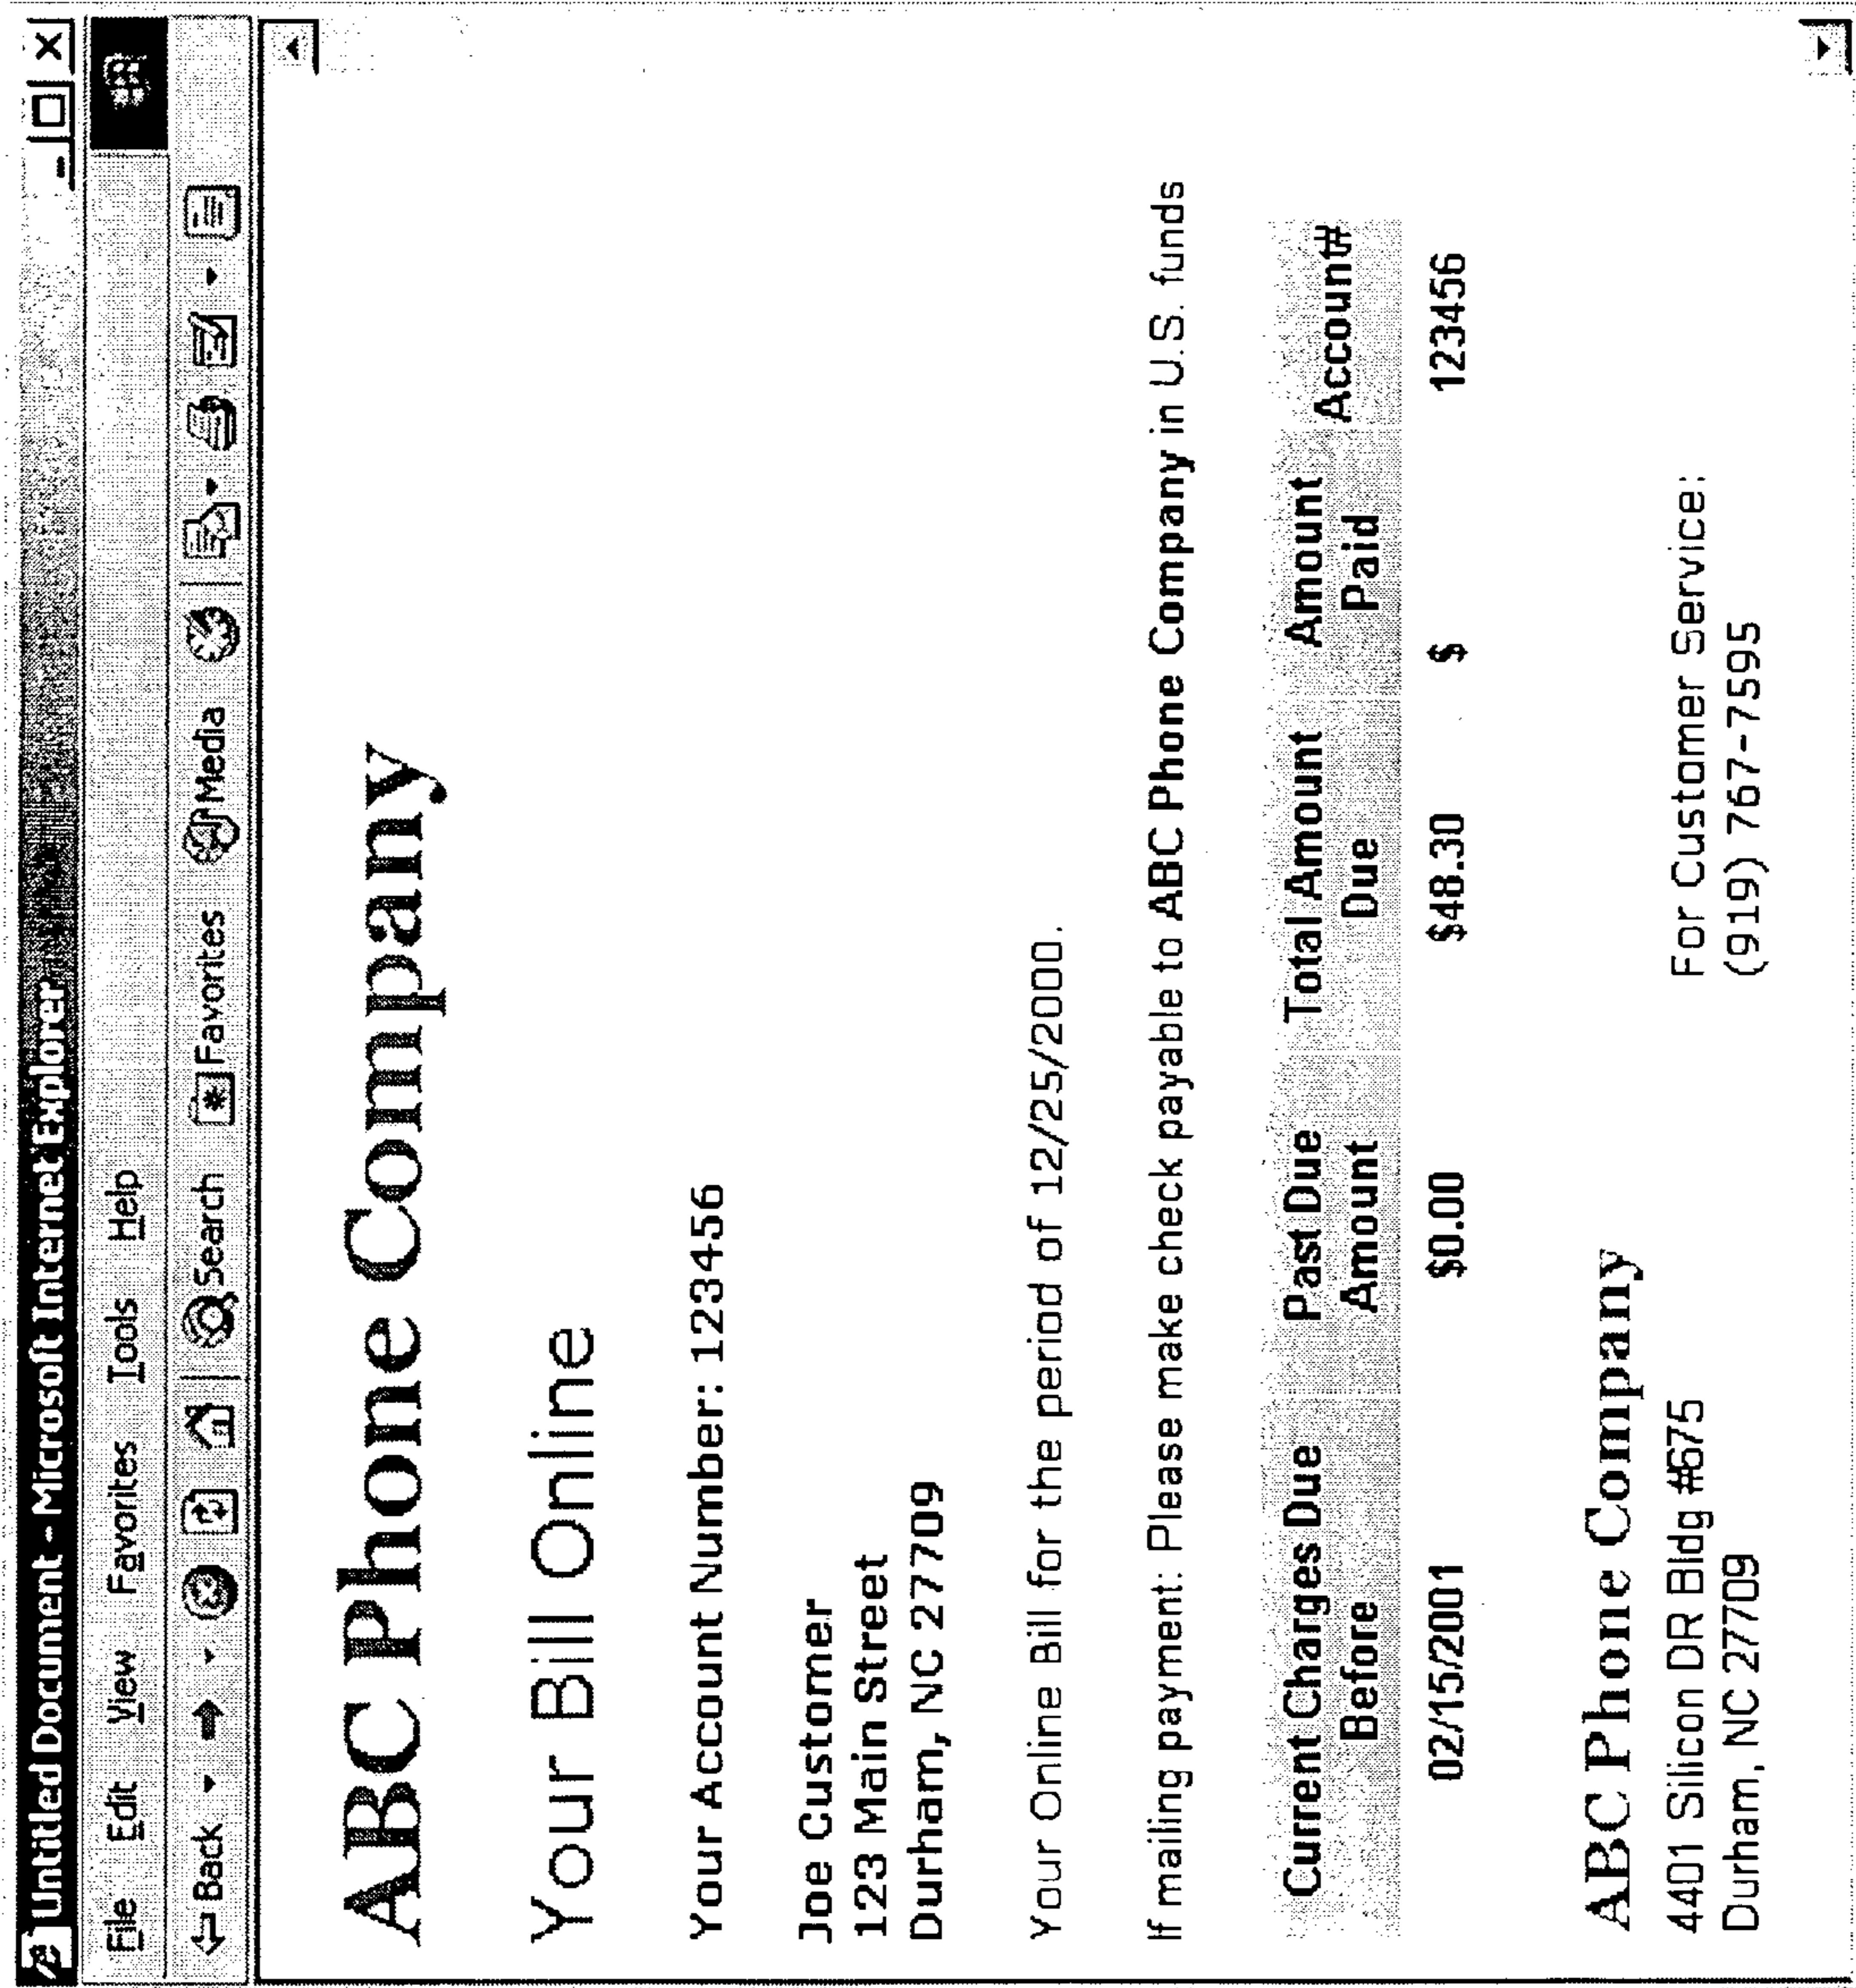 Untitled Document - Microsoft Internet Explorer
File Edit View Favorites Tools Help
Back Search Favorites Media
ABC Phone Company
Your Bill Online
Your Account Number: 123456
Joe Customer
123 Main Street
Durham, NC 27709
Your Online Bill for the period of 12/25/2000.
If mailing payment: Please make check payable to ABC Phone Company in U.S. funds
Current Charges Due Past Due Total Amount Amount Account#
Before Amount Due Paid
02/15/2001 $0.00 $48.30 $ 123456
ABC Phone Company
4401 Silicon DR Bldg #675
Durham, NC 27709
For Customer Service:
(919) 767-7595